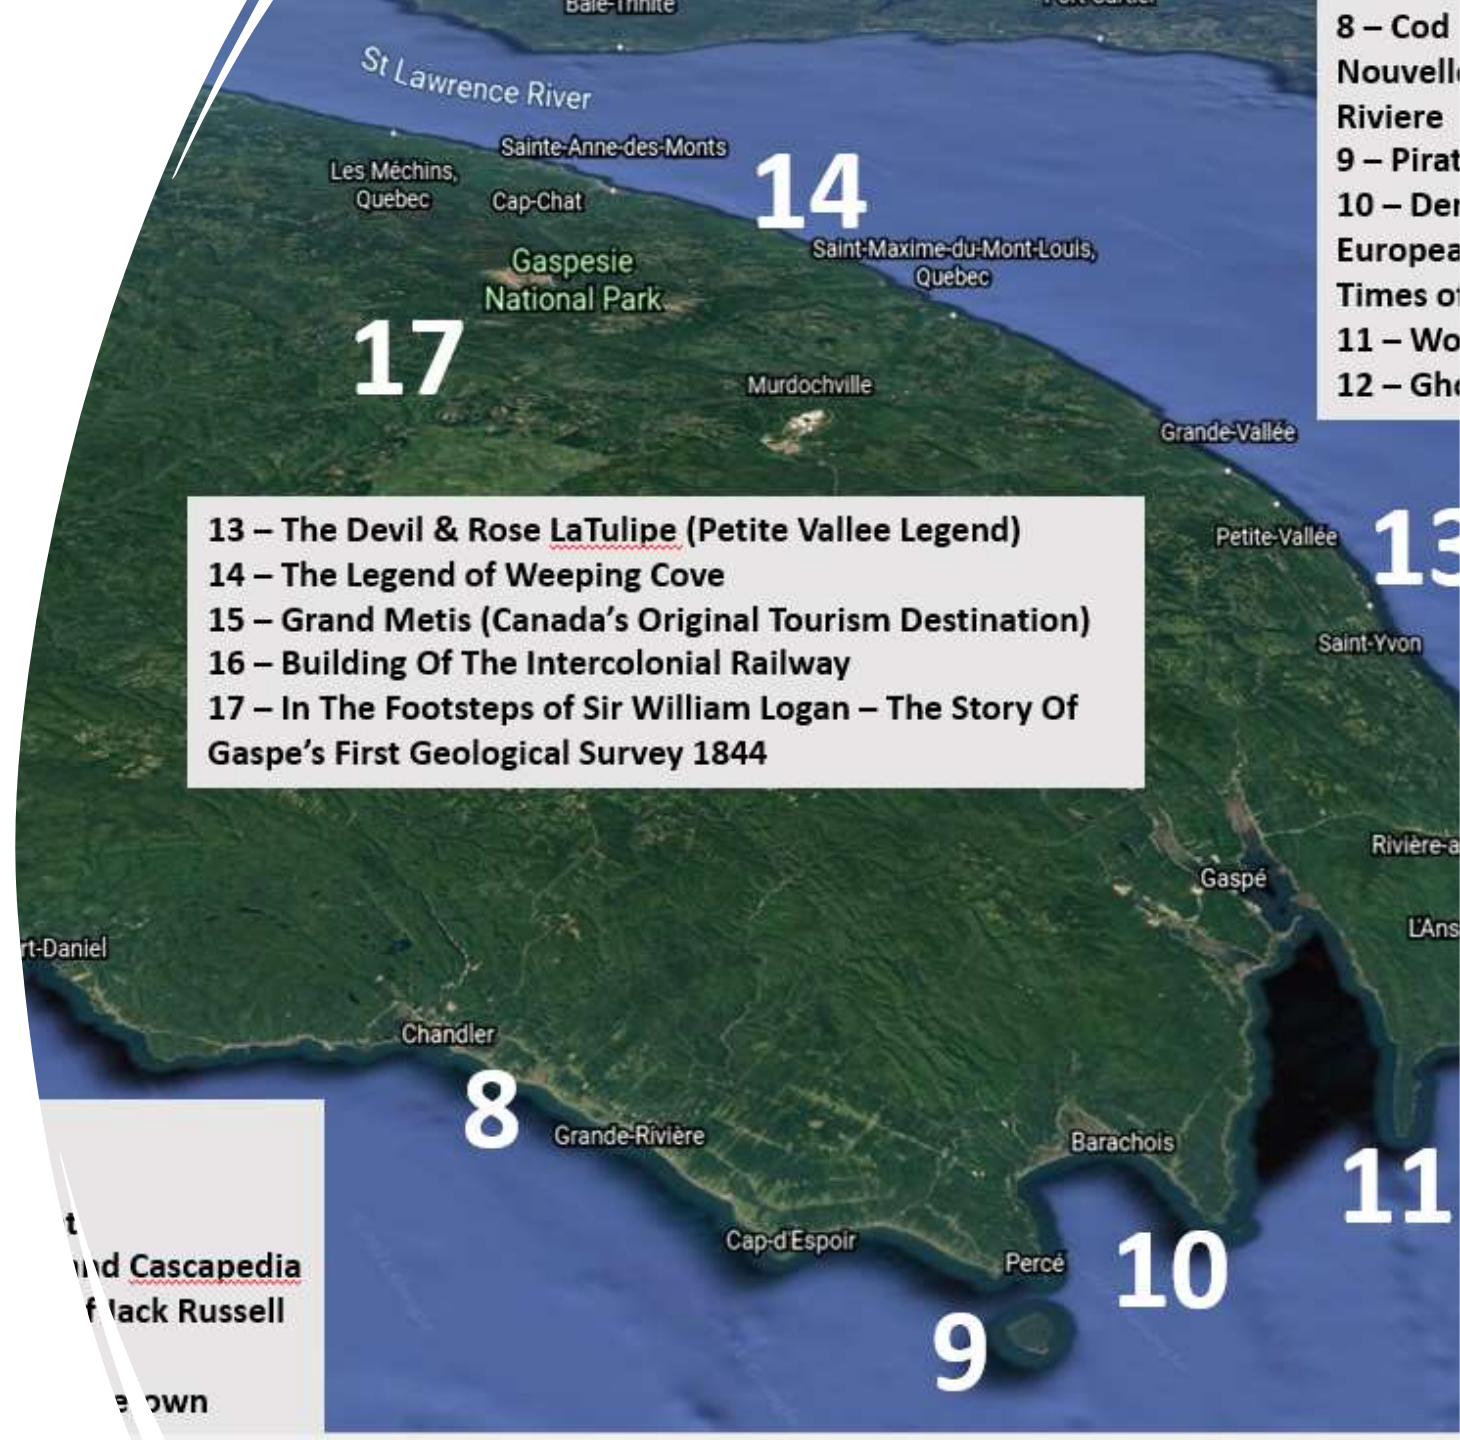 Baie-Trinité
St Lawrence River
8 – Cod
Riviere
9 –
10 –
Times
11 –
12 –
Sainte-Anne-des-Monts
14
Les Méchins,
Quebec
Cap-Chat
Saint-Maxime-du-Mont-Louis,
Quebec
Gaspesie
National Park
17
Murdochville
Grande-Vallée
13
Petite-Vallée
13 – The Devil & Rose LaTulipe (Petite Vallee Legend)
14 – The Legend of Weeping Cove
15 – Grand Metis (Canada’s Original Tourism Destination)
16 – Building Of The Intercolonial Railway
17 – In The Footsteps of Sir William Logan – The Story Of
Gaspe’s First Geological Survey 1844
Saint-Yvon
Gaspé
Chandler
8
Grande-Rivière
Barachois
11
Cap-d'Espoir
Percé
10
9
Cascapedia
Jack Russell